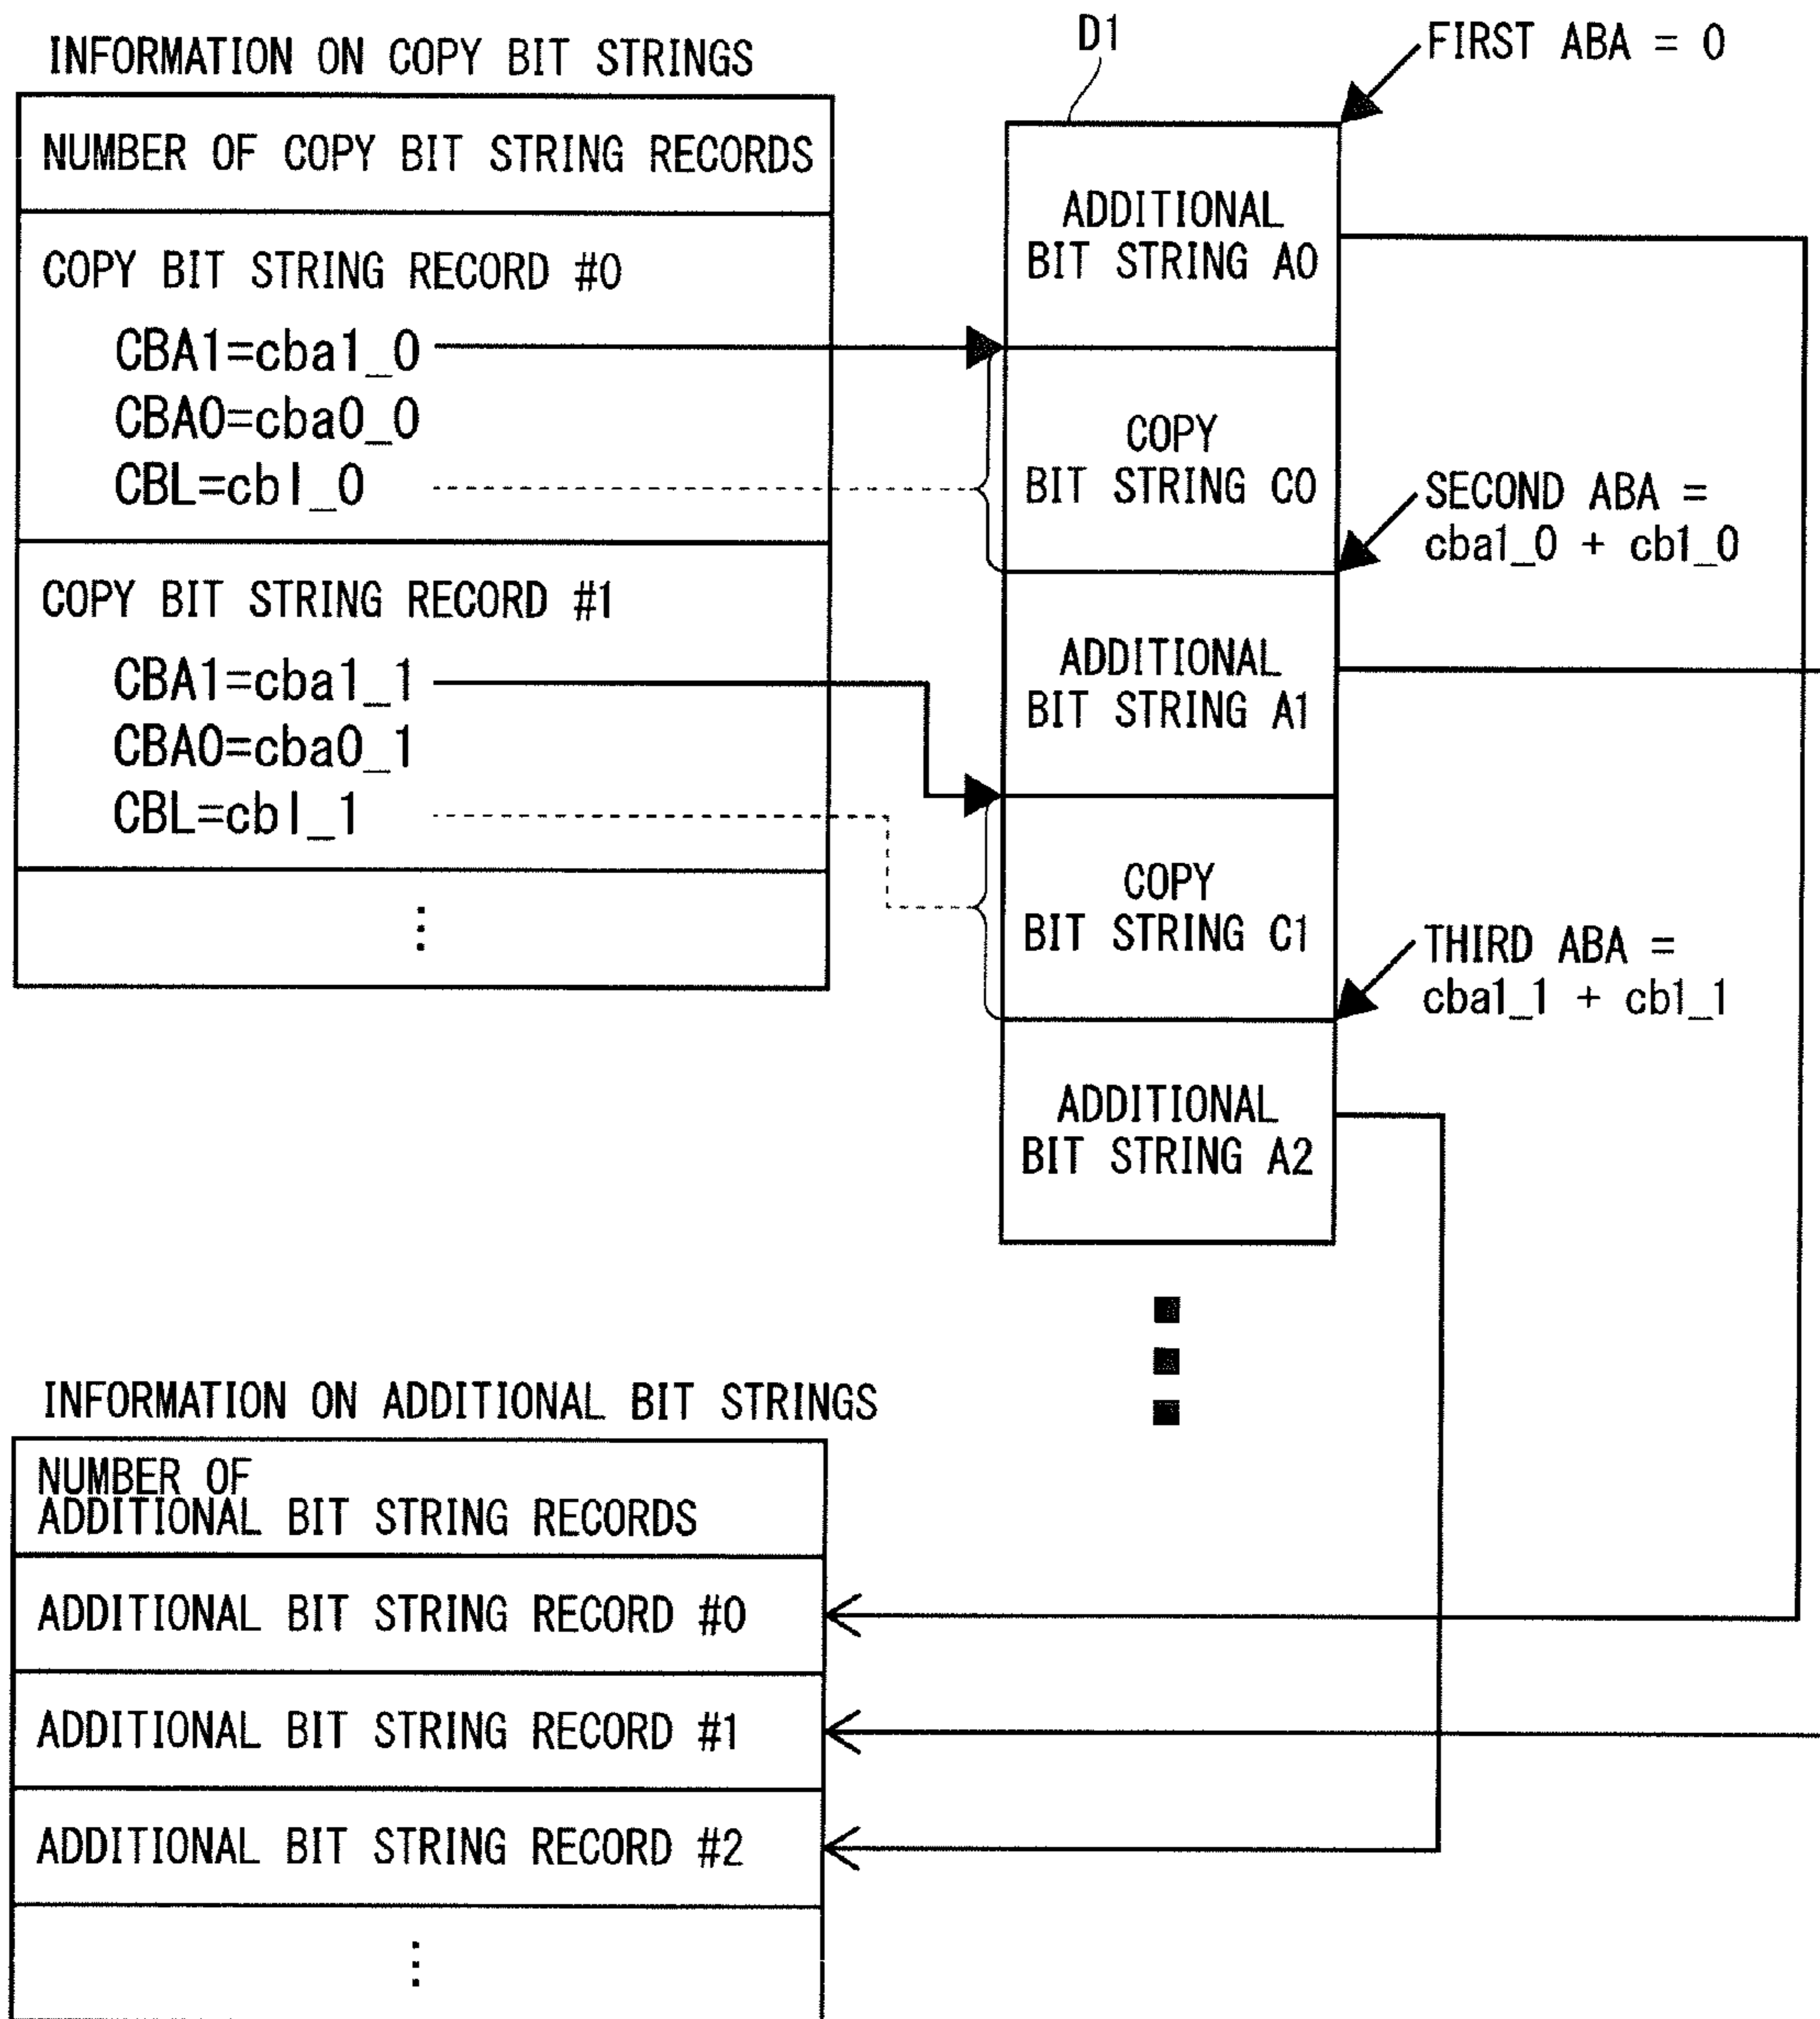 INFORMATION ON COPY BIT STRINGS
NUMBER OF COPY BIT STRING RECORDS
COPY BIT STRING RECORD #0
CBA1=cba1_0
CBA0=cba0_0
CBL=cbl_0
COPY BIT STRING RECORD #1
CBA1=cba1_1
CBA0=cba0_1
CBL=cbl_1
D1
ADDITIONAL
BIT STRING A0
COPY
BIT STRING C0
ADDITIONAL
BIT STRING A1
COPY
BIT STRING C1
ADDITIONAL
BIT STRING A2
FIRST ABA = 0
SECOND ABA =
cba1_0 + cb1_0
THIRD ABA =
cba1_1 + cb1_1
INFORMATION ON ADDITIONAL BIT STRINGS
NUMBER OF
ADDITIONAL BIT STRING RECORDS
ADDITIONAL BIT STRING RECORD #0
ADDITIONAL BIT STRING RECORD #1
ADDITIONAL BIT STRING RECORD #2